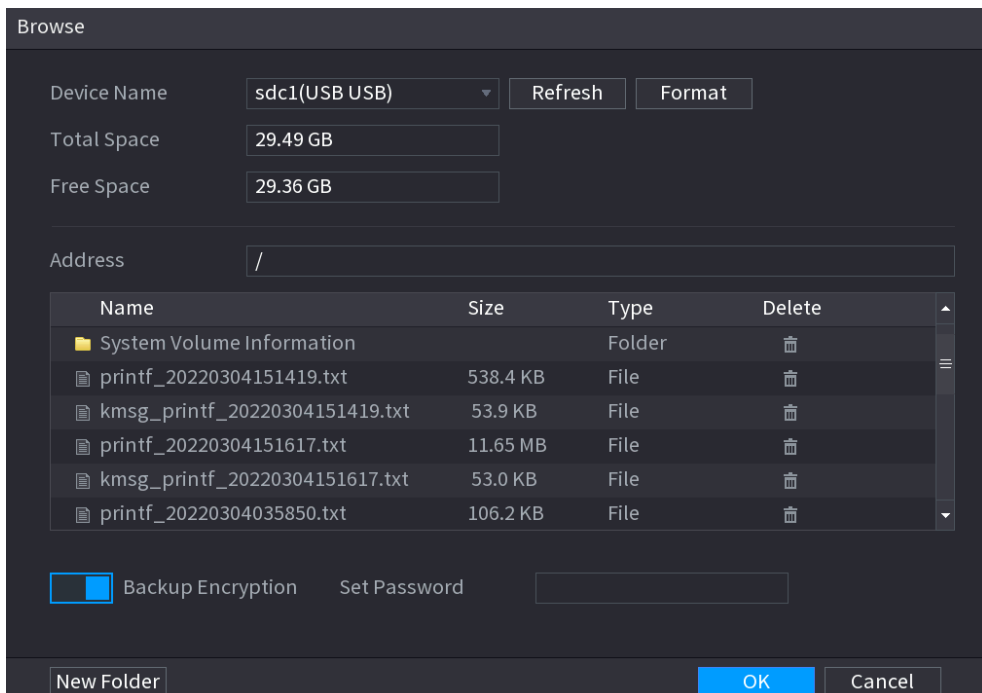 Browse
Device Name sdc1(USB USB) Refresh Format
Total Space 29.49 GB
Free Space 29.36 GB
Address /
Name Size Type Delete
System Volume Information Folder
printf_20220304151419.txt 538.4 KB File
kmsg_printf_20220304151419.txt 53.9 KB File
printf_20220304151617.txt 11.65 MB File
kmsg_printf_20220304151617.txt 53.0 KB File
printf_20220304035850.txt 106.2 KB File
Backup Encryption Set Password
New Folder OK Cancel